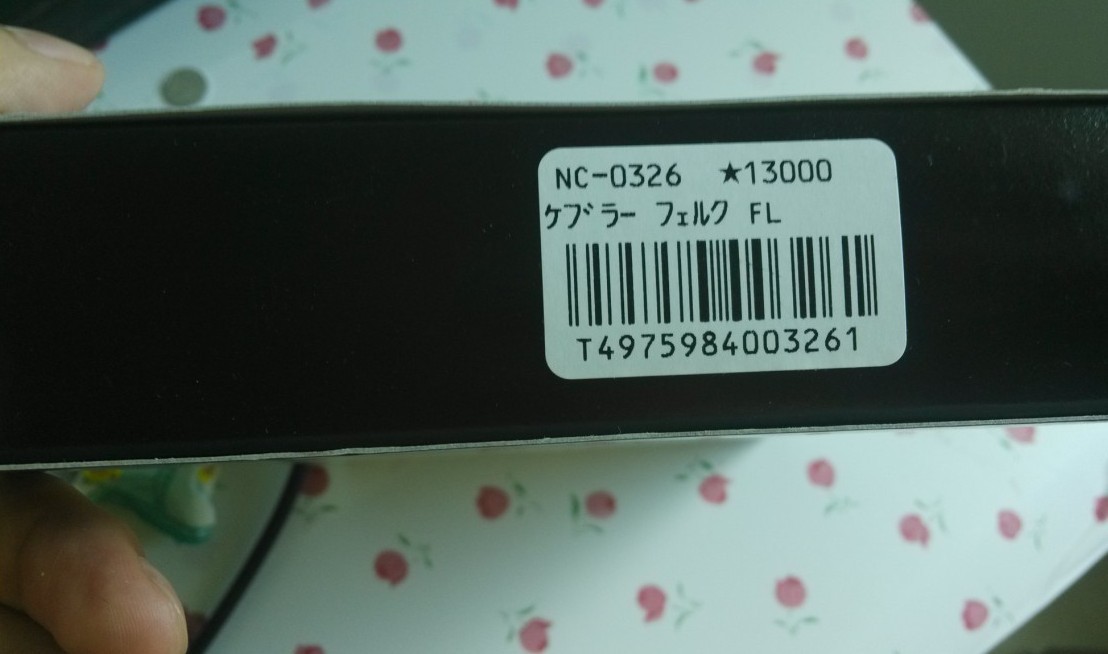 NC-0326 ★13000
ｹﾌﾞﾗｰ ﾌｪﾙｸ FL
T4975984003261